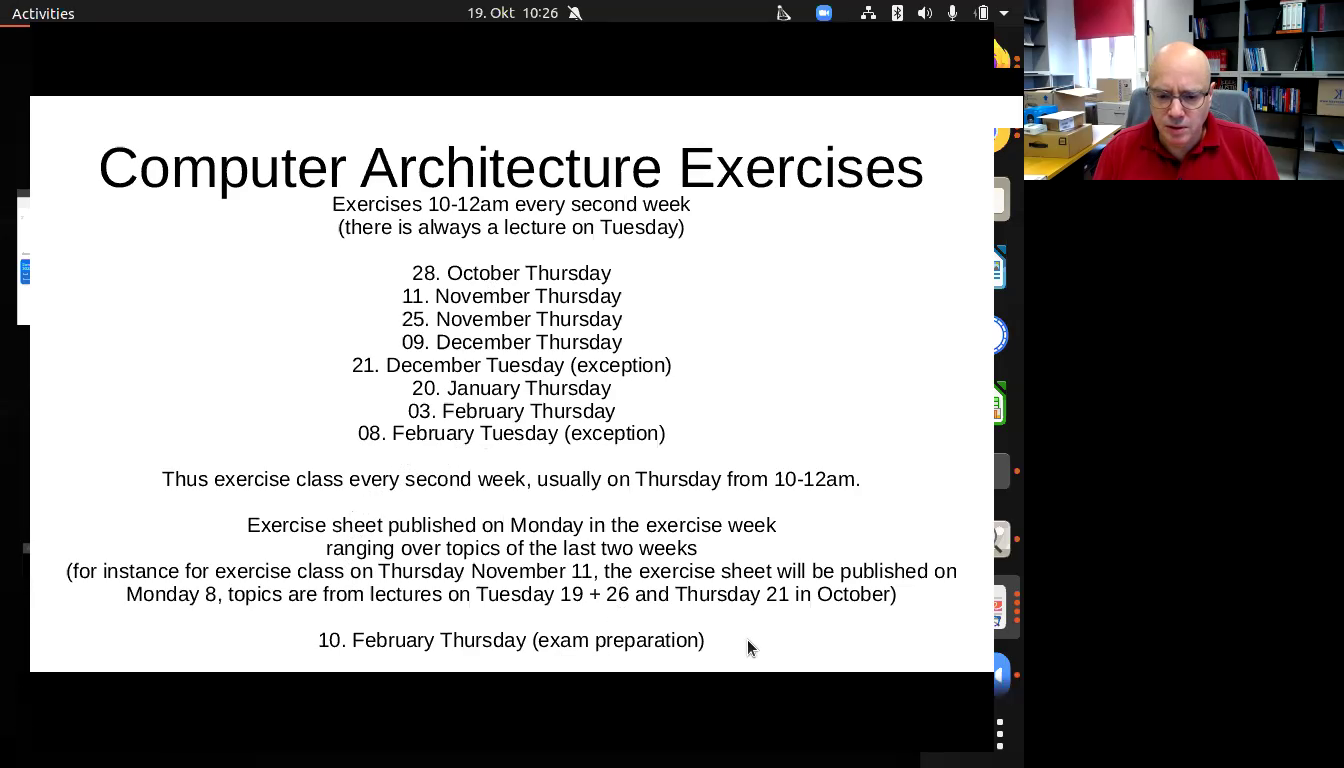 Activities
19. Okt 10:26
Computer Architecture Exercises
Exercises 10-12am every second week
(there is always a lecture on Tuesday)
28. October Thursday
11. November Thursday
25. November Thursday
09. December Thursday
21. December Tuesday (exception)
20. January Thursday
03. February Thursday
08. February Tuesday (exception)
Thus exercise class every second week, usually on Thursday from 10-12am.
Exercise sheet published on Monday in the exercise week
ranging over topics of the last two weeks
(for instance for exercise class on Thursday November 11, the exercise sheet will be published on
Monday 8, topics are from lectures on Tuesday 19 + 26 and Thursday 21 in October)
10. February Thursday (exam preparation)